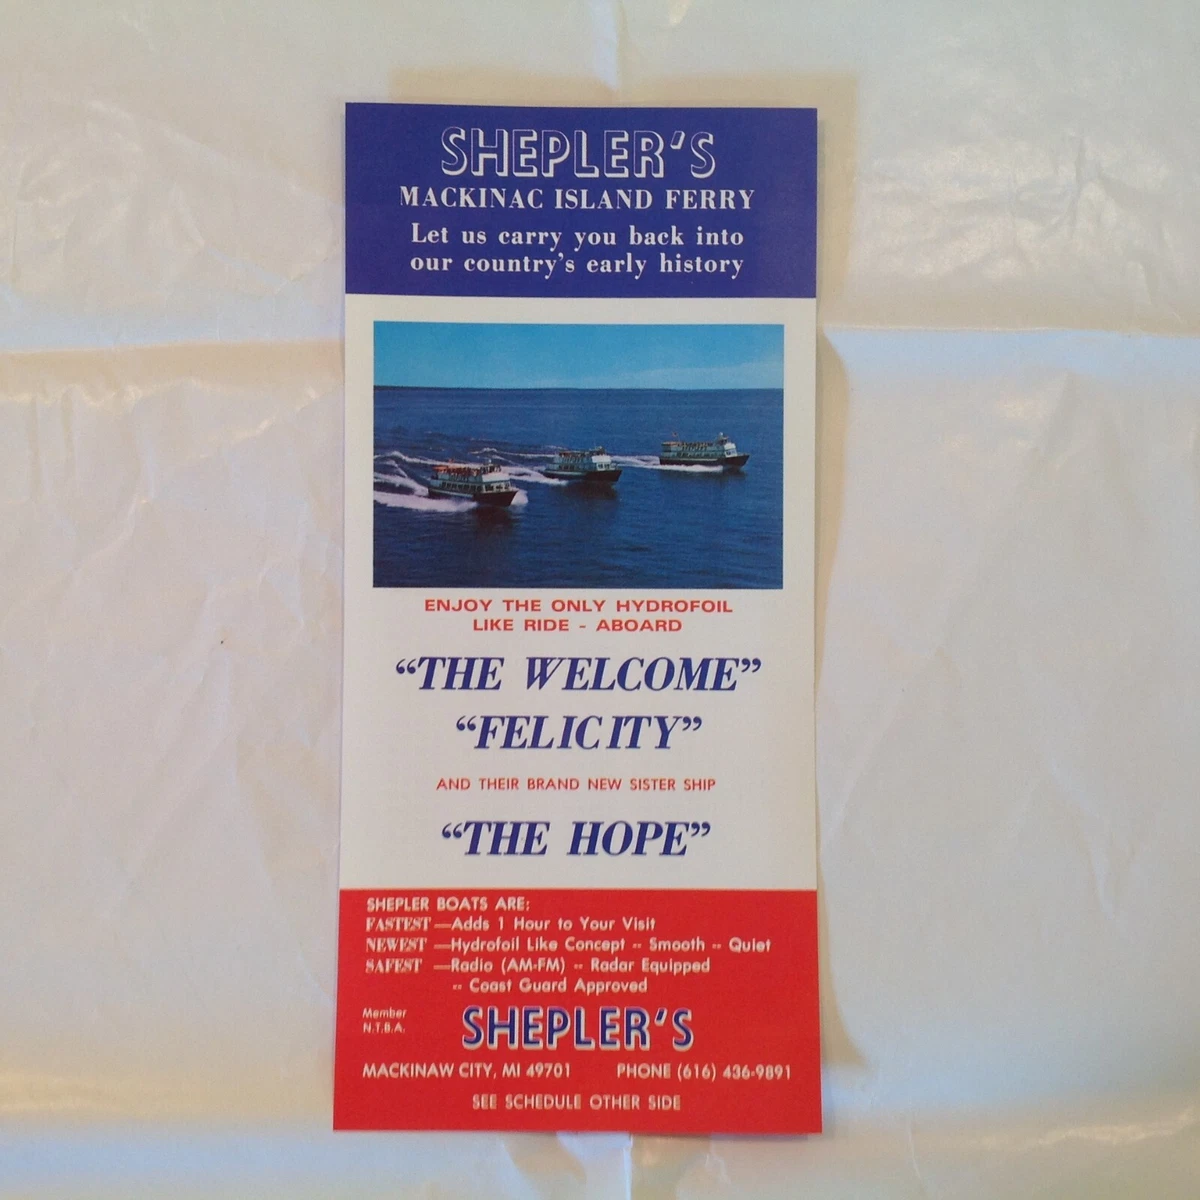 SHEPLER'S
MACKINAC ISLAND FERRY
Let us carry you back into
our country's early history
ENJOY THE ONLY HYDROFOIL
LIKE RIDE - ABOARD
“THE WELCOME”
“FELICITY”
AND THEIR BRAND NEW SISTER SHIP
“THE HOPE”
SHEPLER BOATS ARE:
FASTEST —Adds 1 Hour to Your Visit
NEWEST —Hydrofoil Like Concept -- Smooth -- Quiet
SAFEST —Radio (AM-FM) -- Radar Equipped
-- Coast Guard Approved
Member
N.T.B.A.
SHEPLER'S
MACKINAW CITY, MI 49701 PHONE (616) 436-9891
SEE SCHEDULE OTHER SIDE